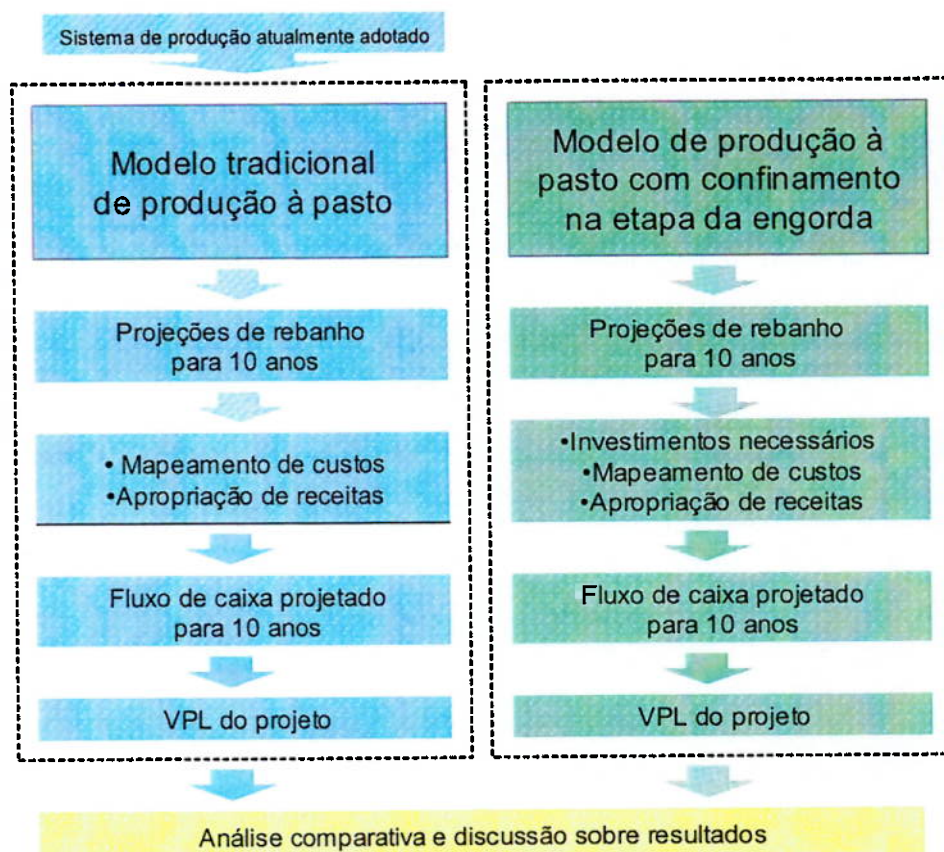 Sistema de produção atualmente adotado
Modelo tradicional
de produção à pasto
Projeções de rebanho
para 10 anos
• Mapeamento de custos
•Apropriação de receitas
Fluxo de caixa projetado
para 10 anos
VPL do projeto
Modelo de produção à
pasto com confinamento
na etapa da engorda
Projeções de rebanho
para 10 anos
•Investimentos necessários
•Mapeamento de custos
•Apropriação de receitas
Fluxo de caixa projetado
para 10 anos
VPL do projeto
Análise comparativa e discussão sobre resultados